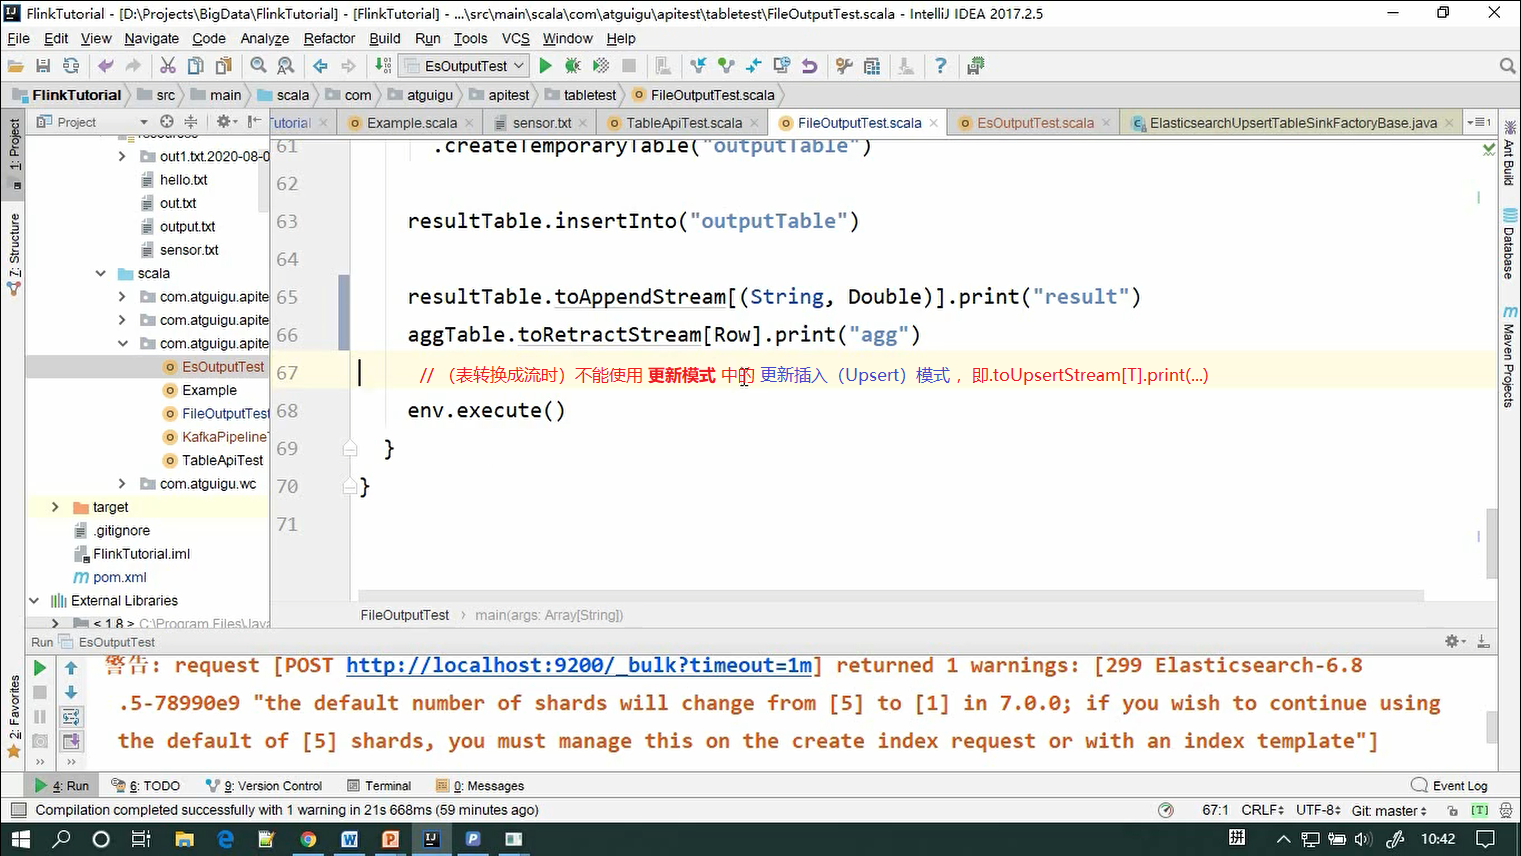 FlinkTutorial - [D:\Projects\BigData\FlinkTutorial] - [FlinkTutorial] - ...\src\main\scala\com\atguigu\apitest\tabletest\FileOutputTest.scala - IntelliJ IDEA 2017.2.5
File Edit View Navigate Code Analyze Refactor Build Run Tools VCS Window Help
EsOutputTest
FlinkTutorial src main scala com atguigu apitest tabletest FileOutputTest.scala
Project
Tutorial Example.scala sensor.txt TableApiTest.scala FileOutputTest.scala EsOutputTest.scala ElasticsearchUpsertTableSinkFactoryBase.java
1: Project
7: Structure
2: Favorites
Ant Build
Database
Maven Projects
out1.txt.2020-08-0
hello.txt
out.txt
output.txt
sensor.txt
scala
com.atguigu.apite
com.atguigu.apite
com.atguigu.apite
EsOutputTest
Example
FileOutputTest
KafkaPipelineT
TableApiTest
com.atguigu.wc
target
.gitignore
FlinkTutorial.iml
pom.xml
External Libraries
< 1.8 > C:\Program Files\Java
61 .createTemporaryTable("outputTable")
62
63 resultTable.insertInto("outputTable")
64
65 resultTable.toAppendStream[(String, Double)].print("result")
66 aggTable.toRetractStream[Row].print("agg")
67 // （表转换成流时）不能使用 更新模式 中的 更新插入（Upsert）模式 ，即.toUpsertStream[T].print(...)
68 env.execute()
69 }
70 }
71
FileOutputTest main(args: Array[String])
Run EsOutputTest
警告: request [POST http://localhost:9200/_bulk?timeout=1m] returned 1 warnings: [299 Elasticsearch-6.8
.5-78990e9 "the default number of shards will change from [5] to [1] in 7.0.0; if you wish to continue using
the default of [5] shards, you must manage this on the create index request or with an index template"]
4: Run 6: TODO 9: Version Control Terminal 0: Messages Event Log
Compilation completed successfully with 1 warning in 21s 668ms (59 minutes ago) 67:1 CRLF UTF-8 Git: master [T]
10:42